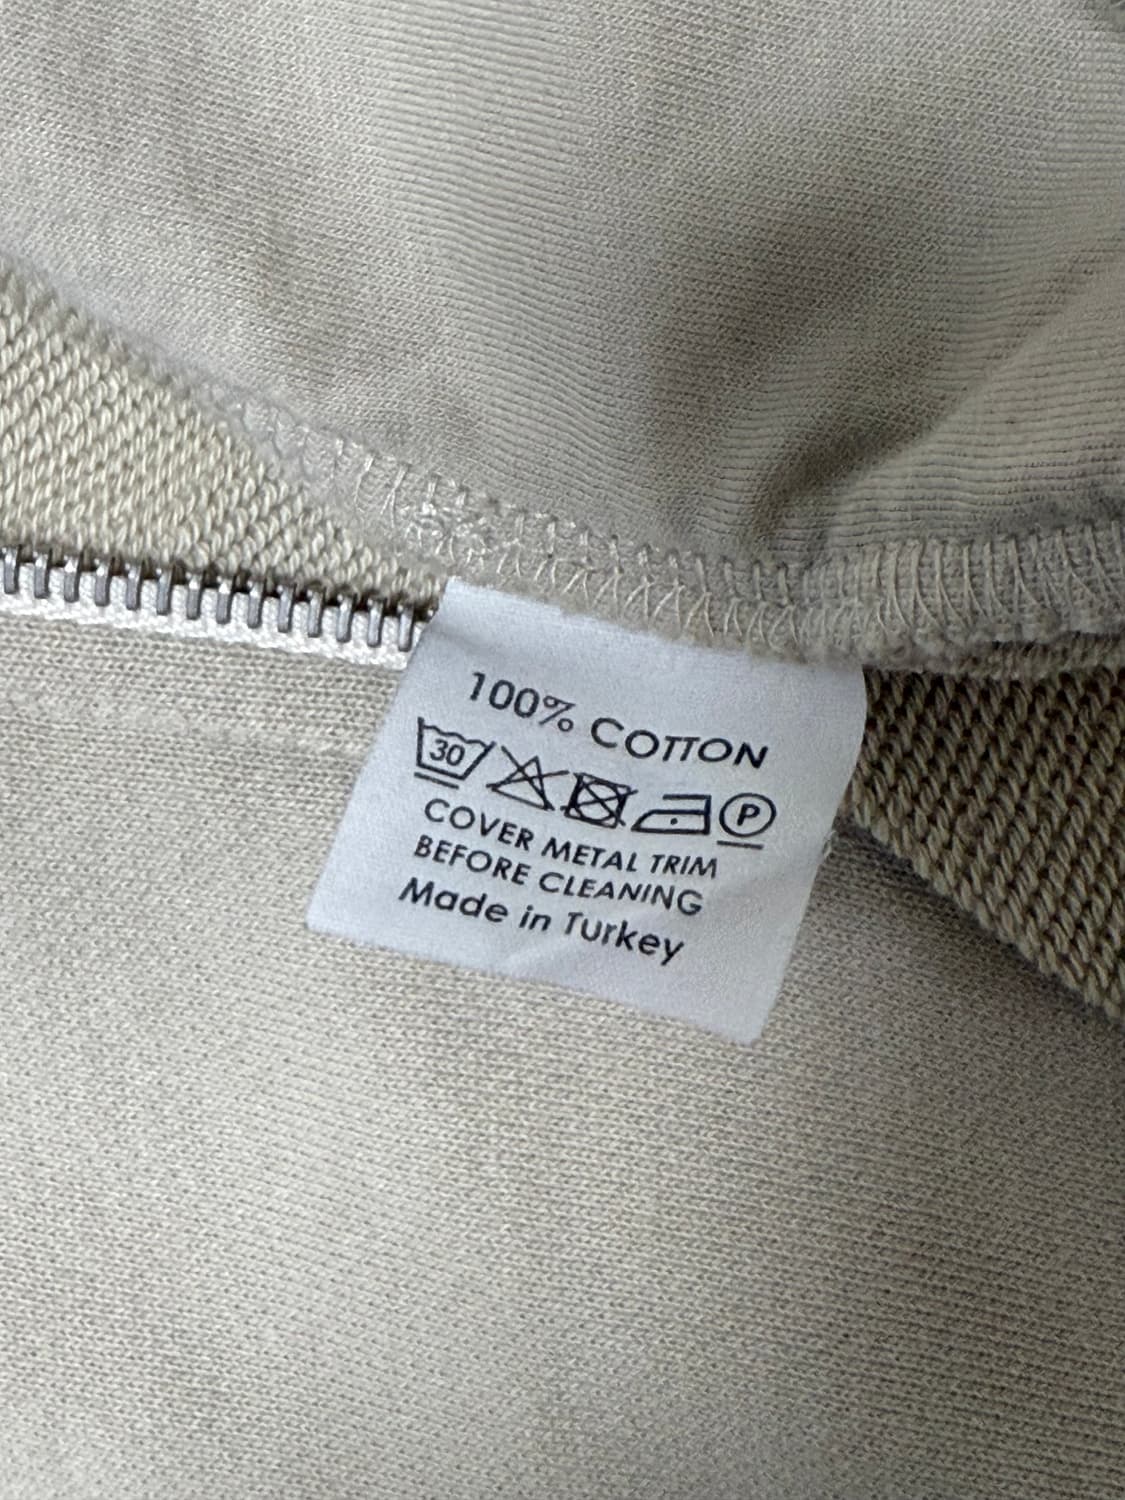 100% COTTON
30 P
COVER METAL TRIM
BEFORE CLEANING
Made in Turkey